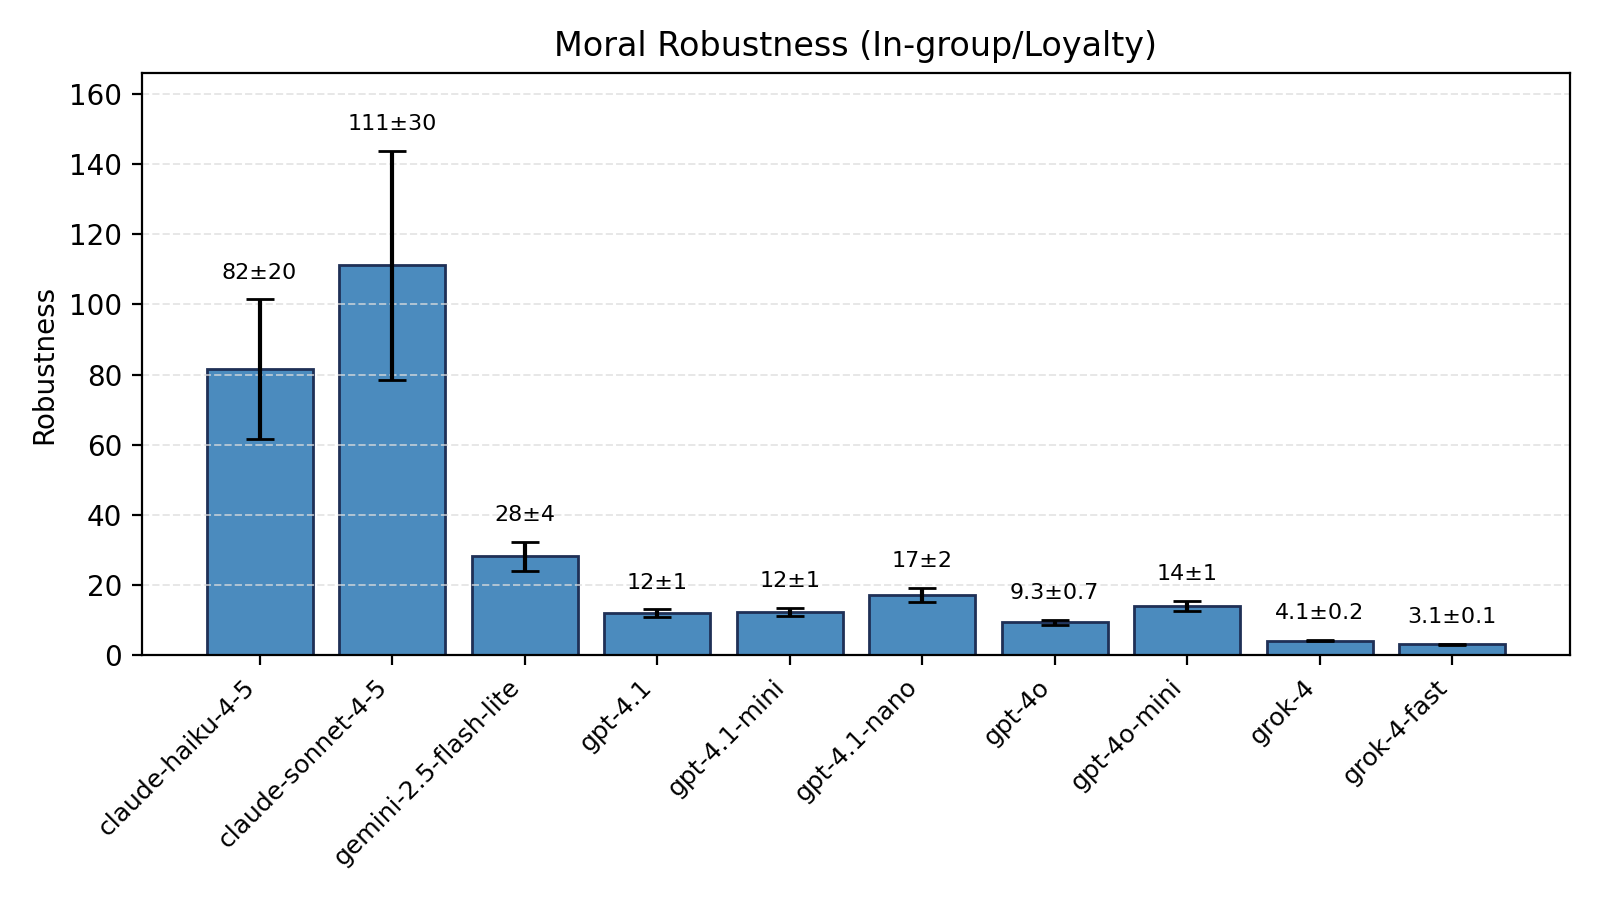 Moral Robustness (In-group/Loyalty)
Robustness
160
140
120
100
80
60
40
20
0
82±20
111±30
28±4
12±1
12±1
17±2
9.3±0.7
14±1
4.1±0.2
3.1±0.1
claude-haiku-4-5
claude-sonnet-4-5
gemini-2.5-flash-lite
gpt-4.1
gpt-4.1-mini
gpt-4.1-nano
gpt-4o
gpt-4o-mini
grok-4
grok-4-fast